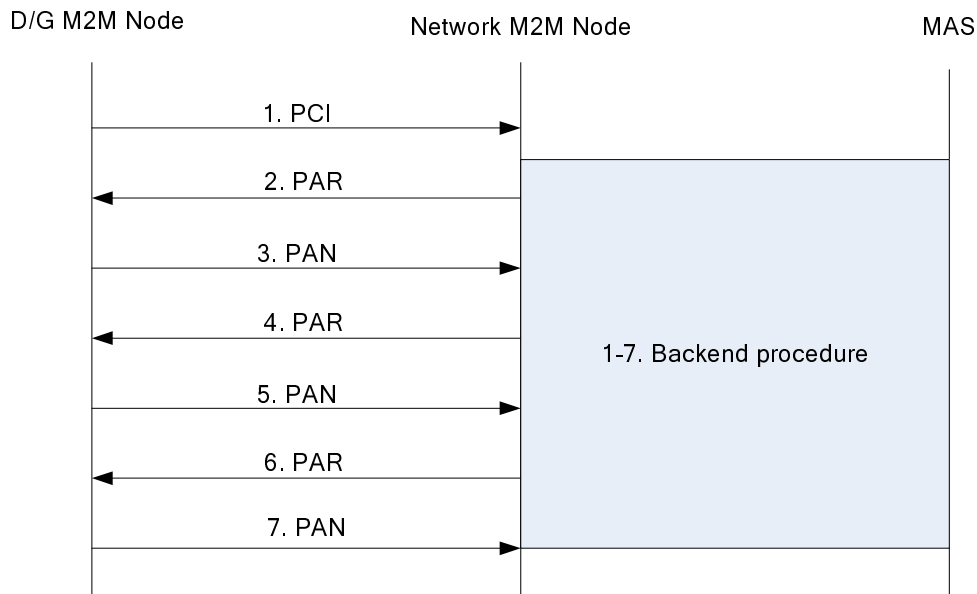 D/G M2M Node
Network M2M Node
MAS
1. PCI
2. PAR
3. PAN
4. PAR
1-7. Backend procedure
5. PAN
6. PAR
7. PAN